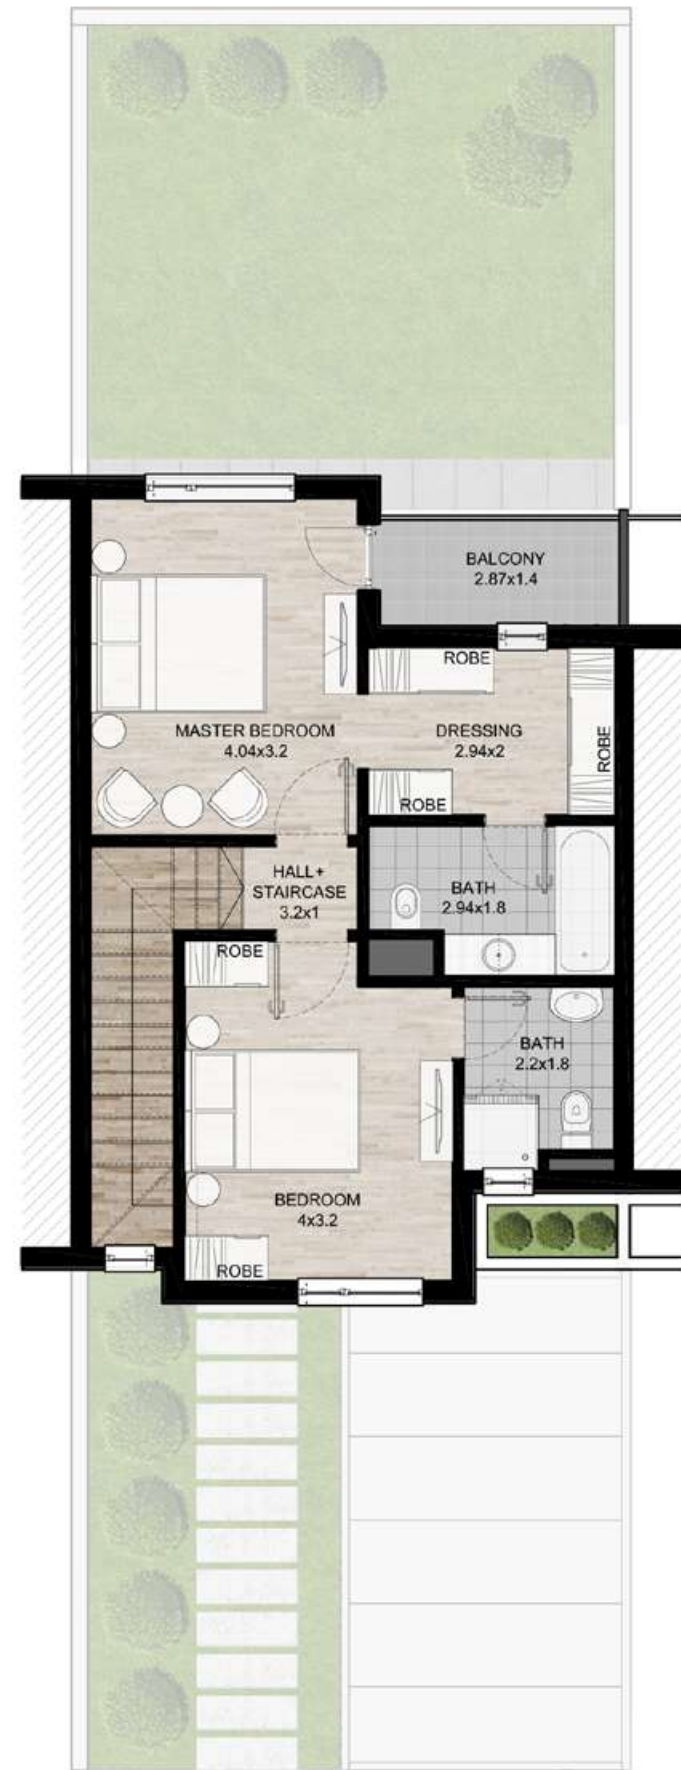 BALCONY
2.87x1.4
ROBE
MASTER BEDROOM
4.04x3.2
DRESSING
2.94x2
ROBE
ROBE
HALL+
STAIRCASE
3.2x1
BATH
2.94x1.8
ROBE
BATH
2.2x1.8
BEDROOM
4x3.2
ROBE